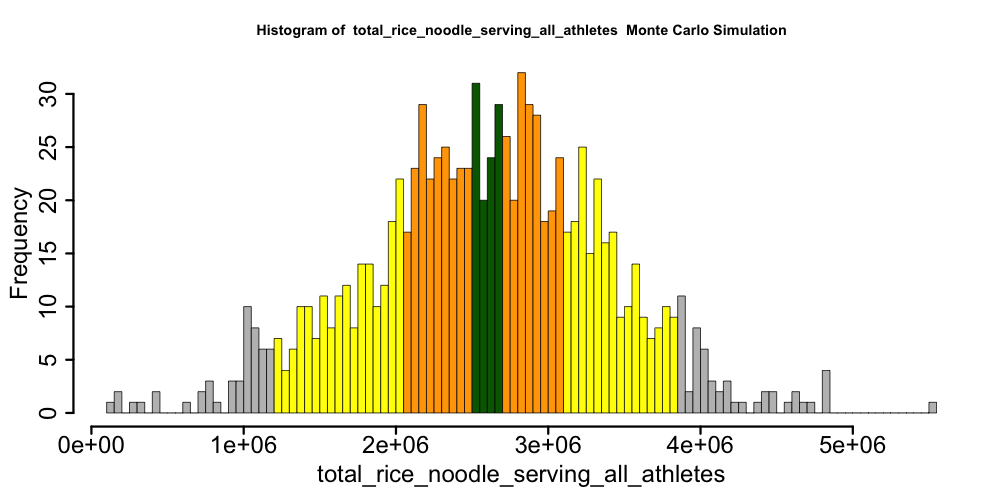 Histogram of  total_rice_noodle_serving_all_athletes  Monte Carlo Simulation
Frequency
30
25
20
15
10
5
0
0e+00 1e+06 2e+06 3e+06 4e+06 5e+06
total_rice_noodle_serving_all_athletes